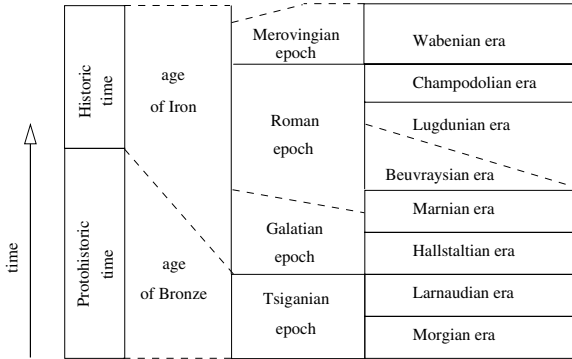 time
Historic
time
Protohistoric
time
age
of Iron
age
of Bronze
Merovingian
epoch
Roman
epoch
Galatian
epoch
Tsiganian
epoch
Wabenian era
Champodolian era
Lugdunian era
Beuvraysian era
Marnian era
Hallstaltian era
Larnaudian era
Morgian era